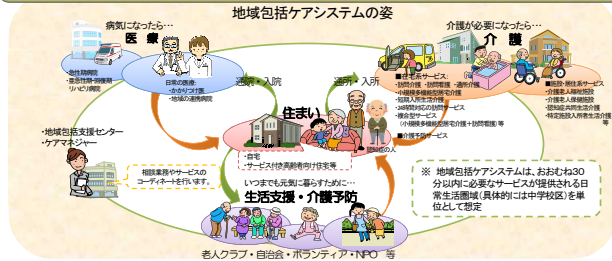 地域包括ケアシステムの姿
病気になったら…
医 療
・急性期病院
・亜急性期・回復期
リハビリ病院
日常の医療:
・かかりつけ医
・地域の連携病院
通院・入院
通所・入所
介護が必要になったら…
介 護
■在宅系サービス:
・訪問介護 ・訪問看護 ・通所介護
・小規模多機能型居宅介護
・短期入所生活介護
・24時間対応の訪問サービス
・複合型サービス
(小規模多機能型居宅介護+訪問看護) 等
■介護予防サービス
■施設・居住系サービス
・介護老人福祉施設
・介護老人保健施設
・認知症共同生活介護
・特定施設入所者生活介護
等
住まい
認知症の人
・自宅
・サービス付き高齢者向け住宅等
・地域包括支援センター
・ケアマネジャー
相談業務やサービスの
コーディネートを行います。
いつまでも元気に暮らすために…
生活支援・介護予防
老人クラブ・自治会・ボランティア・NPO 等
※ 地域包括ケアシステムは、おおむね30
分以内に必要なサービスが提供される日
常生活圏域(具体的には中学校区)を単
位として想定